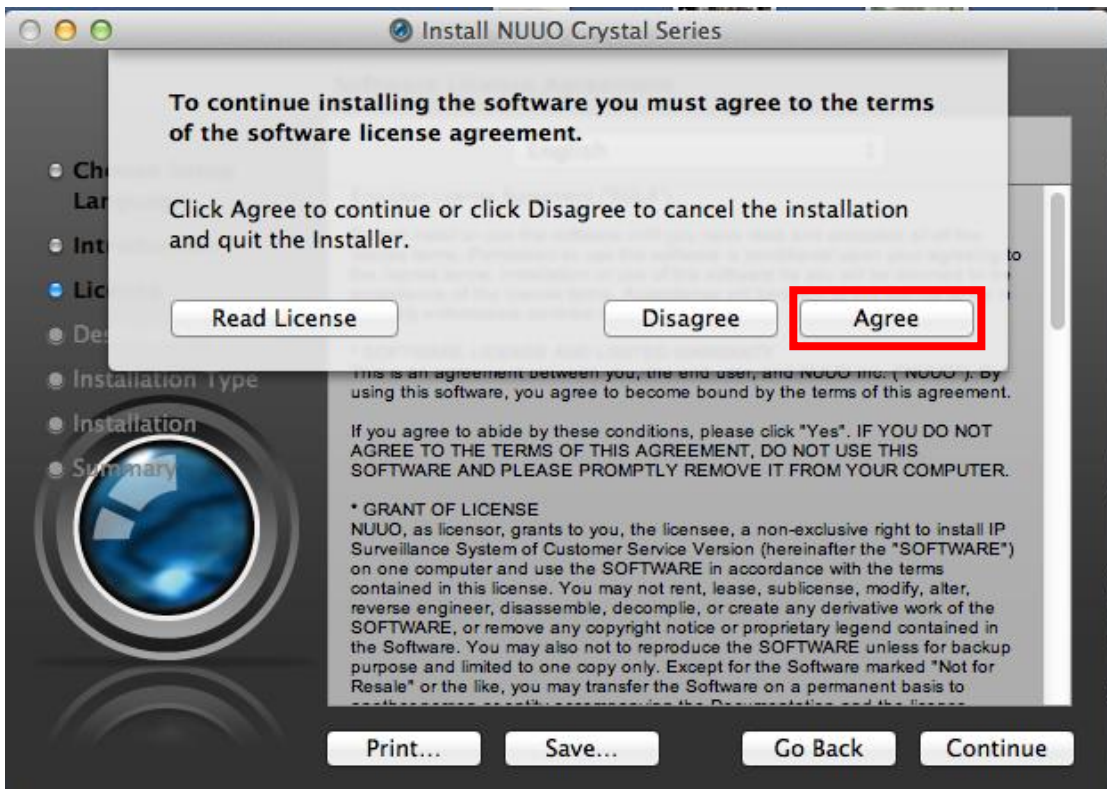 Install NUUO Crystal Series
To continue installing the software you must agree to the terms
of the software license agreement.
Click Agree to continue or click Disagree to cancel the installation
and quit the Installer.
Read License
Disagree
Agree
Installation Type
Installation
Summary
This is an agreement between you, the end user, and NUUO Inc. ("NUUO"). By
using this software, you agree to become bound by the terms of this agreement.
If you agree to abide by these conditions, please click "Yes". IF YOU DO NOT
AGREE TO THE TERMS OF THIS AGREEMENT, DO NOT USE THIS
SOFTWARE AND PLEASE PROMPTLY REMOVE IT FROM YOUR COMPUTER.
* GRANT OF LICENSE
NUUO, as licensor, grants to you, the licensee, a non-exclusive right to install IP
Surveillance System of Customer Service Version (hereinafter the "SOFTWARE")
on one computer and use the SOFTWARE in accordance with the terms
contained in this license. You may not rent, lease, sublicense, modify, alter,
reverse engineer, disassemble, decomplie, or create any derivative work of the
SOFTWARE, or remove any copyright notice or proprietary legend contained in
the Software. You may also not to reproduce the SOFTWARE unless for backup
purpose and limited to one copy only. Except for the Software marked "Not for
Resale" or the like, you may transfer the Software on a permanent basis to
Print...
Save...
Go Back
Continue